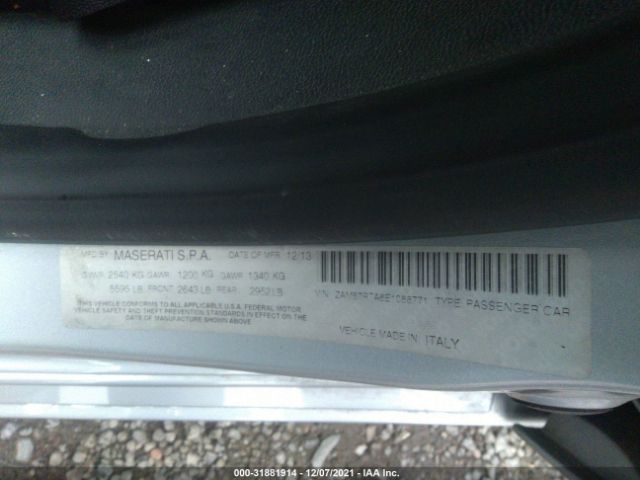 MFD BY MASERATI S.P.A. DATE OF MFR 12/13
GVWR 2540 KG GAWR 1200 KG GAWR 1340 KG
5595 LB FRONT 2643 LB REAR 2952 LB
THIS VEHICLE CONFORMS TO ALL APPLICABLE U.S.A. FEDERAL MOTOR
VEHICLE SAFETY AND THEFT PREVENTION STANDARDS IN EFFECT ON THE
DATE OF MANUFACTURE SHOWN ABOVE
VIN: TYPE PASSENGER CAR
VEHICLE MADE IN ITALY
000-31881914 - 12/07/2021 - IAA Inc.